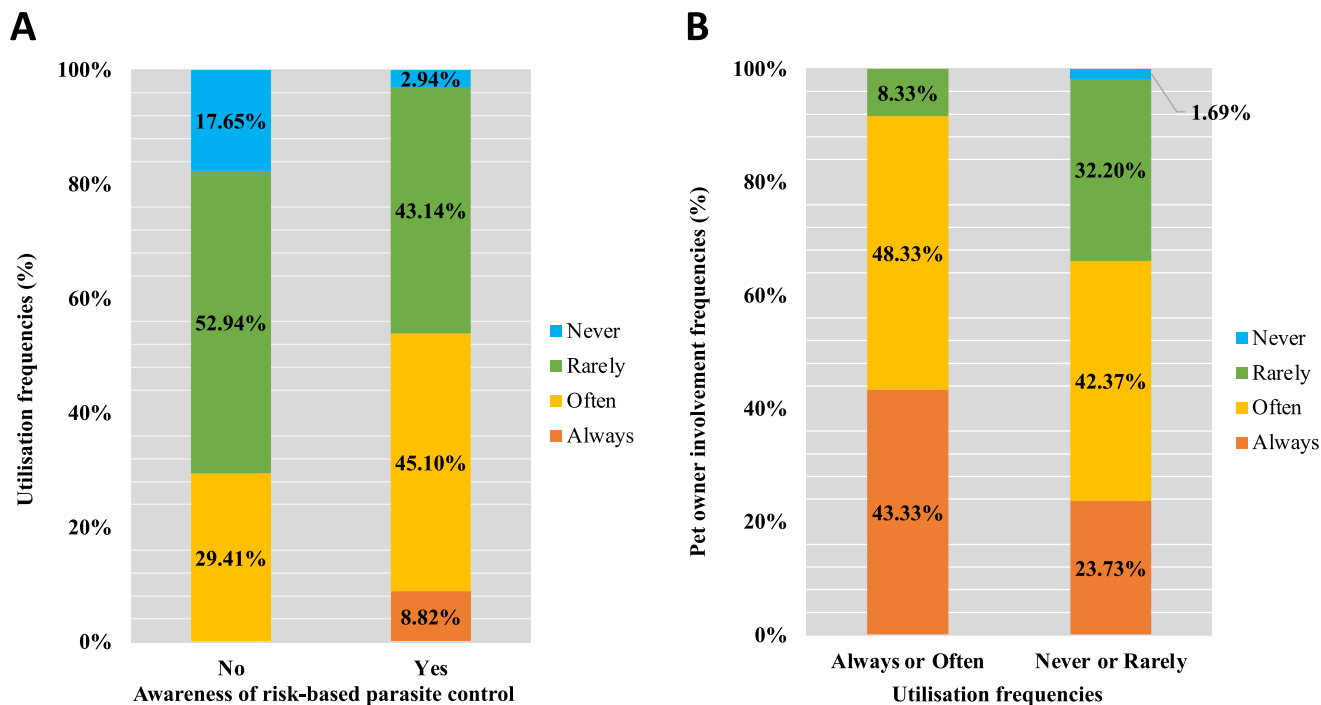 A
Utilisation frequencies (%)
100%
80%
60%
40%
20%
0%
17.65%
52.94%
29.41%
2.94%
43.14%
45.10%
8.82%
No
Yes
Awareness of risk-based parasite control
Never
Rarely
Often
Always
B
Pet owner involvement frequencies (%)
100%
80%
60%
40%
20%
0%
8.33%
48.33%
43.33%
1.69%
32.20%
42.37%
23.73%
Always or Often
Never or Rarely
Utilisation frequencies
Never
Rarely
Often
Always